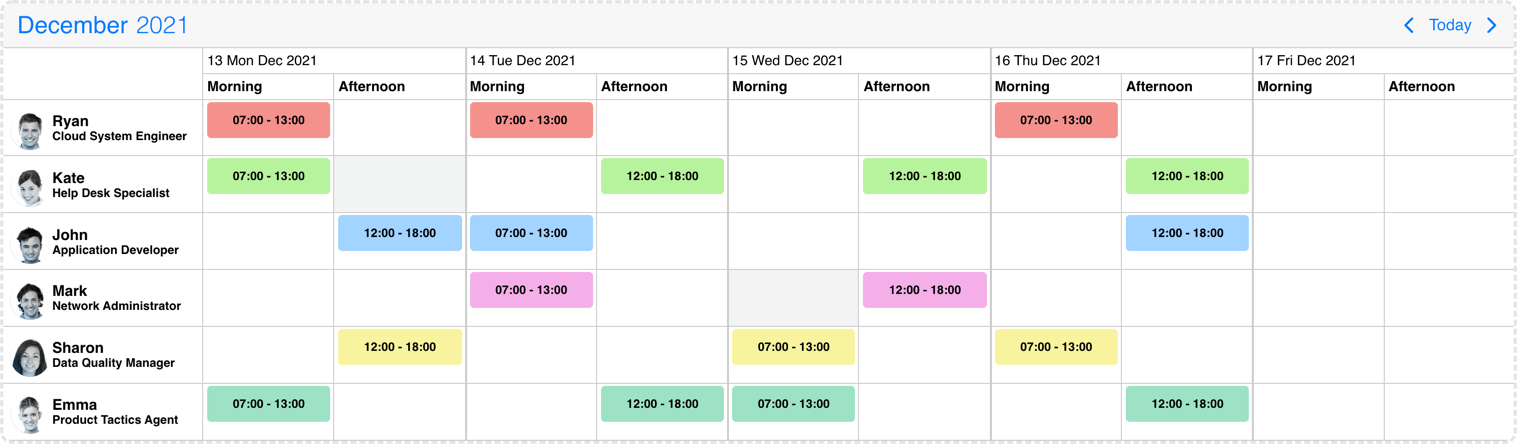 December 2021
Today
13 Mon Dec 2021 14 Tue Dec 2021 15 Wed Dec 2021 16 Thu Dec 2021 17 Fri Dec 2021
Morning Afternoon Morning Afternoon Morning Afternoon Morning Afternoon Morning Afternoon
Ryan
Cloud System Engineer
07:00 - 13:00 07:00 - 13:00 07:00 - 13:00
Kate
Help Desk Specialist
07:00 - 13:00 12:00 - 18:00 12:00 - 18:00 12:00 - 18:00
John
Application Developer
12:00 - 18:00 07:00 - 13:00 12:00 - 18:00
Mark
Network Administrator
07:00 - 13:00 12:00 - 18:00
Sharon
Data Quality Manager
12:00 - 18:00 07:00 - 13:00 07:00 - 13:00
Emma
Product Tactics Agent
07:00 - 13:00 12:00 - 18:00 07:00 - 13:00 12:00 - 18:00